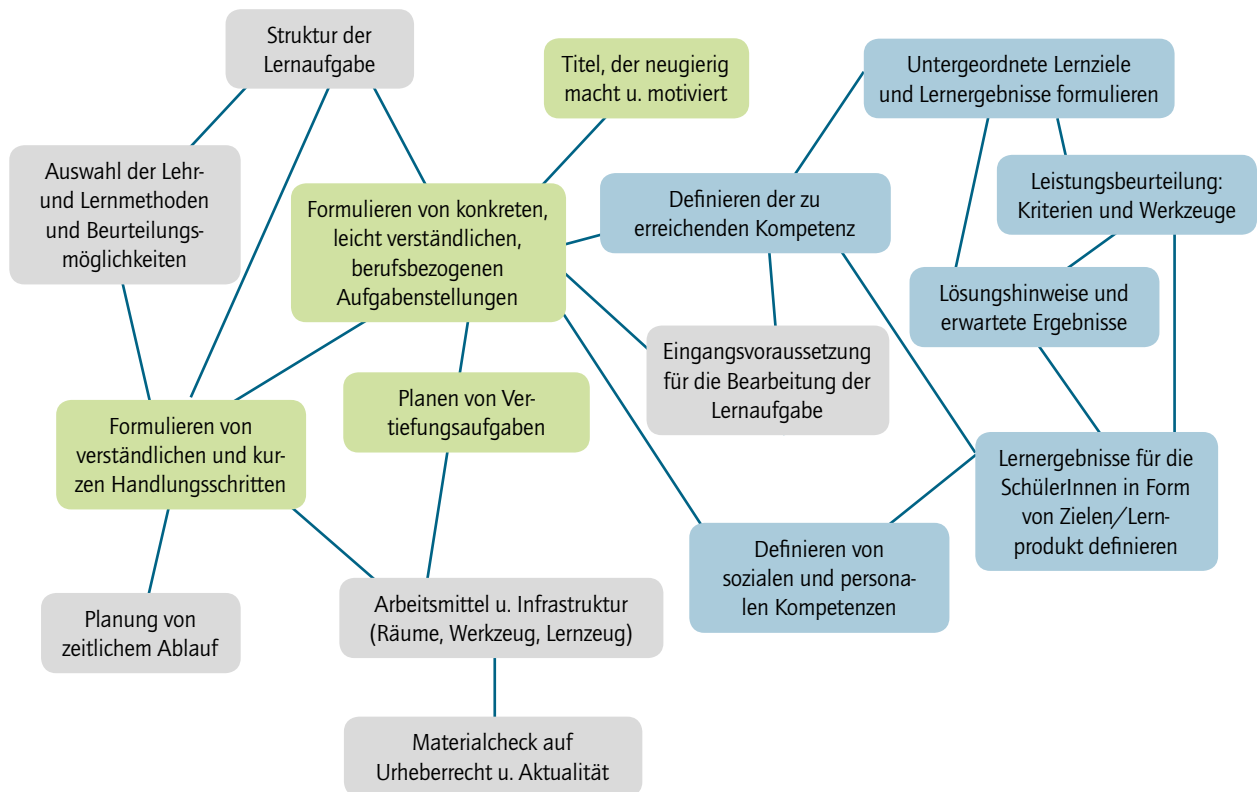 Struktur der
Lernaufgabe
Titel, der neugierig
macht u. motiviert
Untergeordnete Lernziele
und Lernergebnisse formulieren
Auswahl der Lehr-
und Lernmethoden
und Beurteilungs-
möglichkeiten
Formulieren von konkreten,
leicht verständlichen,
berufsbezogenen
Aufgabenstellungen
Definieren der zu
erreichenden Kompetenz
Leistungsbeurteilung:
Kriterien und Werkzeuge
Lösungshinweise und
erwartete Ergebnisse
Eingangsvoraussetzung
für die Bearbeitung der
Lernaufgabe
Planen von Ver-
tiefungsaufgaben
Formulieren von
verständlichen und kur-
zen Handlungsschritten
Lernergebnisse für die
SchülerInnen in Form
von Zielen/Lern-
produkt definieren
Definieren von
sozialen und persona-
len Kompetenzen
Planung von
zeitlichem Ablauf
Arbeitsmittel u. Infrastruktur
(Räume, Werkzeug, Lernzeug)
Materialcheck auf
Urheberrecht u. Aktualität